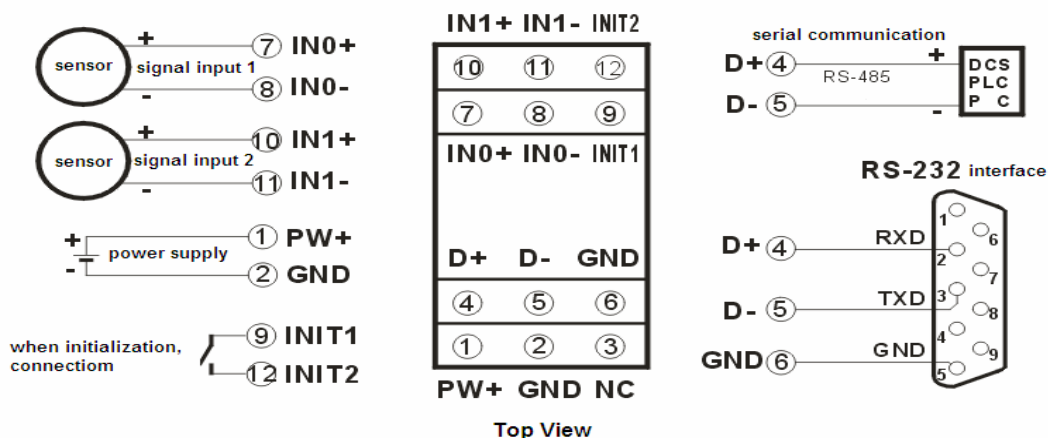 sensor
+
signal input 1
-
7 IN0+
8 IN0-
sensor
+
signal input 2
-
10 IN1+
11 IN1-
+
power supply
-
1 PW+
2 GND
when initialization,
connectiom
9 INIT1
12 INIT2
IN1+ IN1- INIT2
10 11 12
7 8 9
IN0+ IN0- INIT1
D+ D- GND
4 5 6
1 2 3
PW+ GND NC
Top View
serial communication
D+ 4 + DCS
RS-485 PLC
D- 5 - P C
RS-232 interface
D+ 4 RXD
D- 5 TXD
GND 6 GND
1
6
2
7
3
8
4
9
5